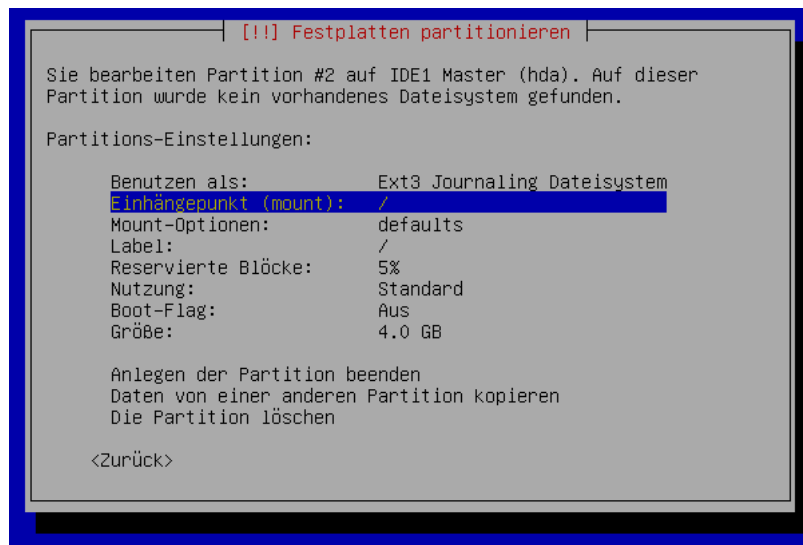 [!!] Festplatten partitionieren
Sie bearbeiten Partition #2 auf IDE1 Master (hda). Auf dieser
Partition wurde kein vorhandenes Dateisystem gefunden.
Partitions-Einstellungen:
Benutzen als: Ext3 Journaling Dateisystem
Einhängepunkt (mount): /
Mount-Optionen: defaults
Label: /
Reservierte Blöcke: 5%
Nutzung: Standard
Boot-Flag: Aus
Größe: 4.0 GB
Anlegen der Partition beenden
Daten von einer anderen Partition kopieren
Die Partition löschen
<Zurück>